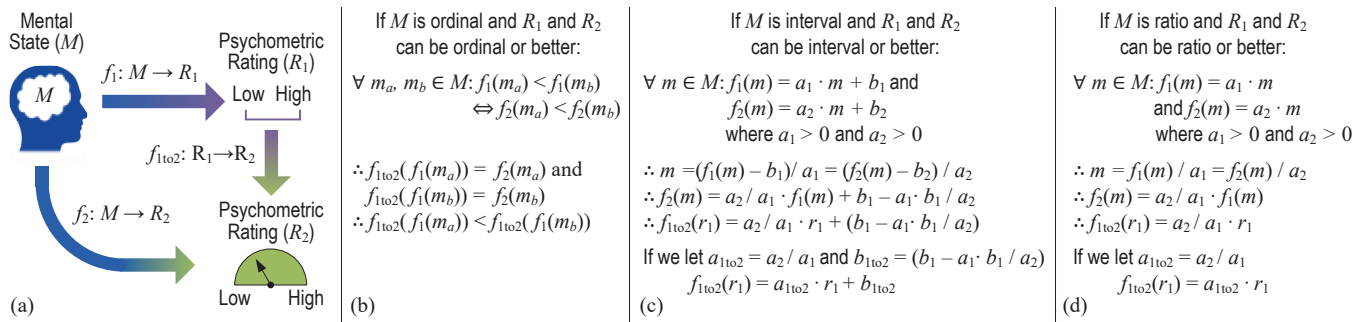 Mental
State (M)
M
f₁: M → R₁
Psychometric
Rating (R₁)
Low High
f₁ₜₒ₂: R₁→R₂
f₂: M → R₂
Psychometric
Rating (R₂)
Low High
(a)
If M is ordinal and R₁ and R₂
can be ordinal or better:
∀ mₐ, m_b ∈ M: f₁(mₐ) < f₁(m_b)
⇔ f₂(mₐ) < f₂(m_b)
∴ f₁ₜₒ₂( f₁(mₐ)) = f₂(mₐ) and
f₁ₜₒ₂( f₁(m_b)) = f₂(m_b)
∴ f₁ₜₒ₂( f₁(mₐ)) < f₁ₜₒ₂( f₁(m_b))
(b)
If M is interval and R₁ and R₂
can be interval or better:
∀ m ∈ M: f₁(m) = a₁ · m + b₁ and
f₂(m) = a₂ · m + b₂
where a₁ > 0 and a₂ > 0
∴ m =(f₁(m) – b₁)/ a₁ = (f₂(m) – b₂) / a₂
∴ f₂(m) = a₂ / a₁ · f₁(m) + b₁ – a₁ · b₁ / a₂)
∴ f₁ₜₒ₂(r₁) = a₂ / a₁ · r₁ + (b₁ – a₁ · b₁ / a₂)
If we let a₁ₜₒ₂ = a₂ / a₁ and b₁ₜₒ₂ = (b₁ – a₁ · b₁ / a₂)
f₁ₜₒ₂(r₁) = a₁ₜₒ₂ · r₁ + b₁ₜₒ₂
(c)
If M is ratio and R₁ and R₂
can be ratio or better:
∀ m ∈ M: f₁(m) = a₁ · m
and f₂(m) = a₂ · m
where a₁ > 0 and a₂ > 0
∴ m = f₁(m) / a₁ = f₂(m) / a₂
∴ f₂(m) = a₂ / a₁ · f₁(m)
∴ f₁ₜₒ₂(r₁) = a₂ / a₁ · r₁
If we let a₁ₜₒ₂ = a₂ / a₁
f₁ₜₒ₂(r₁) = a₁ₜₒ₂ · r₁
(d)